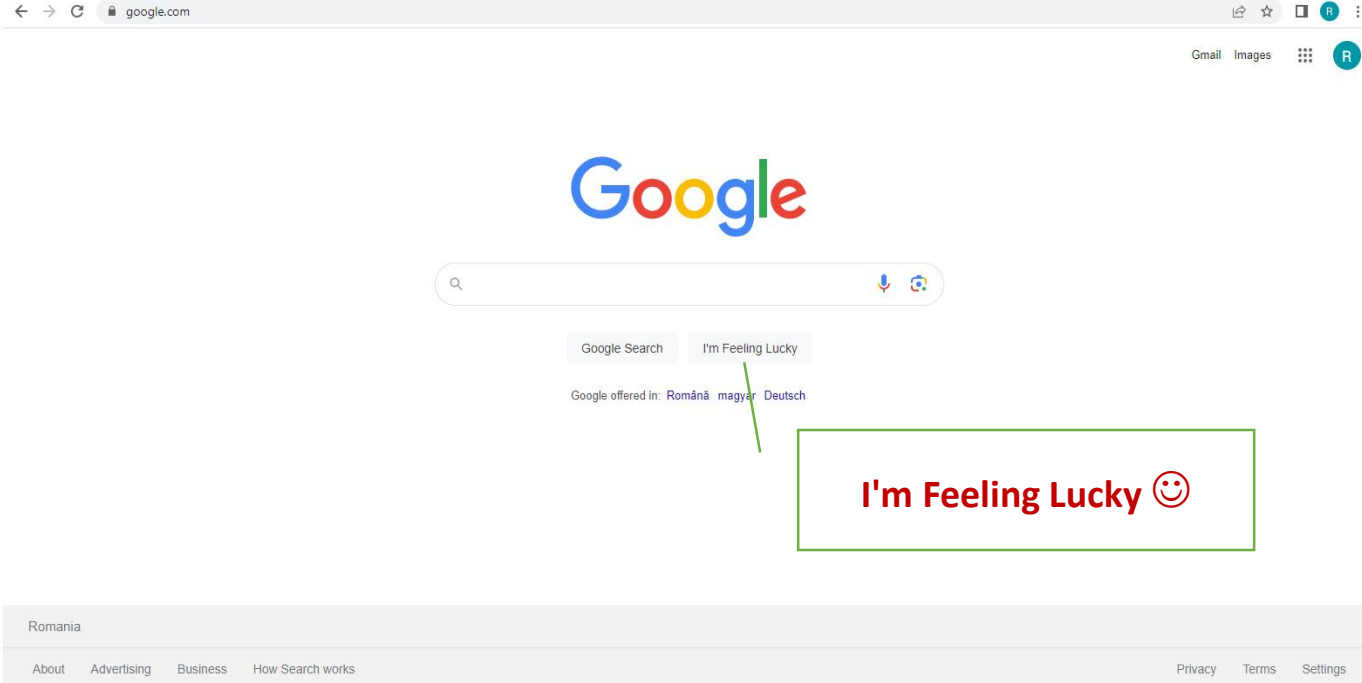 google.com
R
Gmail Images
R
Google
Google Search I'm Feeling Lucky
Google offered in: Română magyar Deutsch
I'm Feeling Lucky ☺
Romania
About Advertising Business How Search works
Privacy Terms Settings